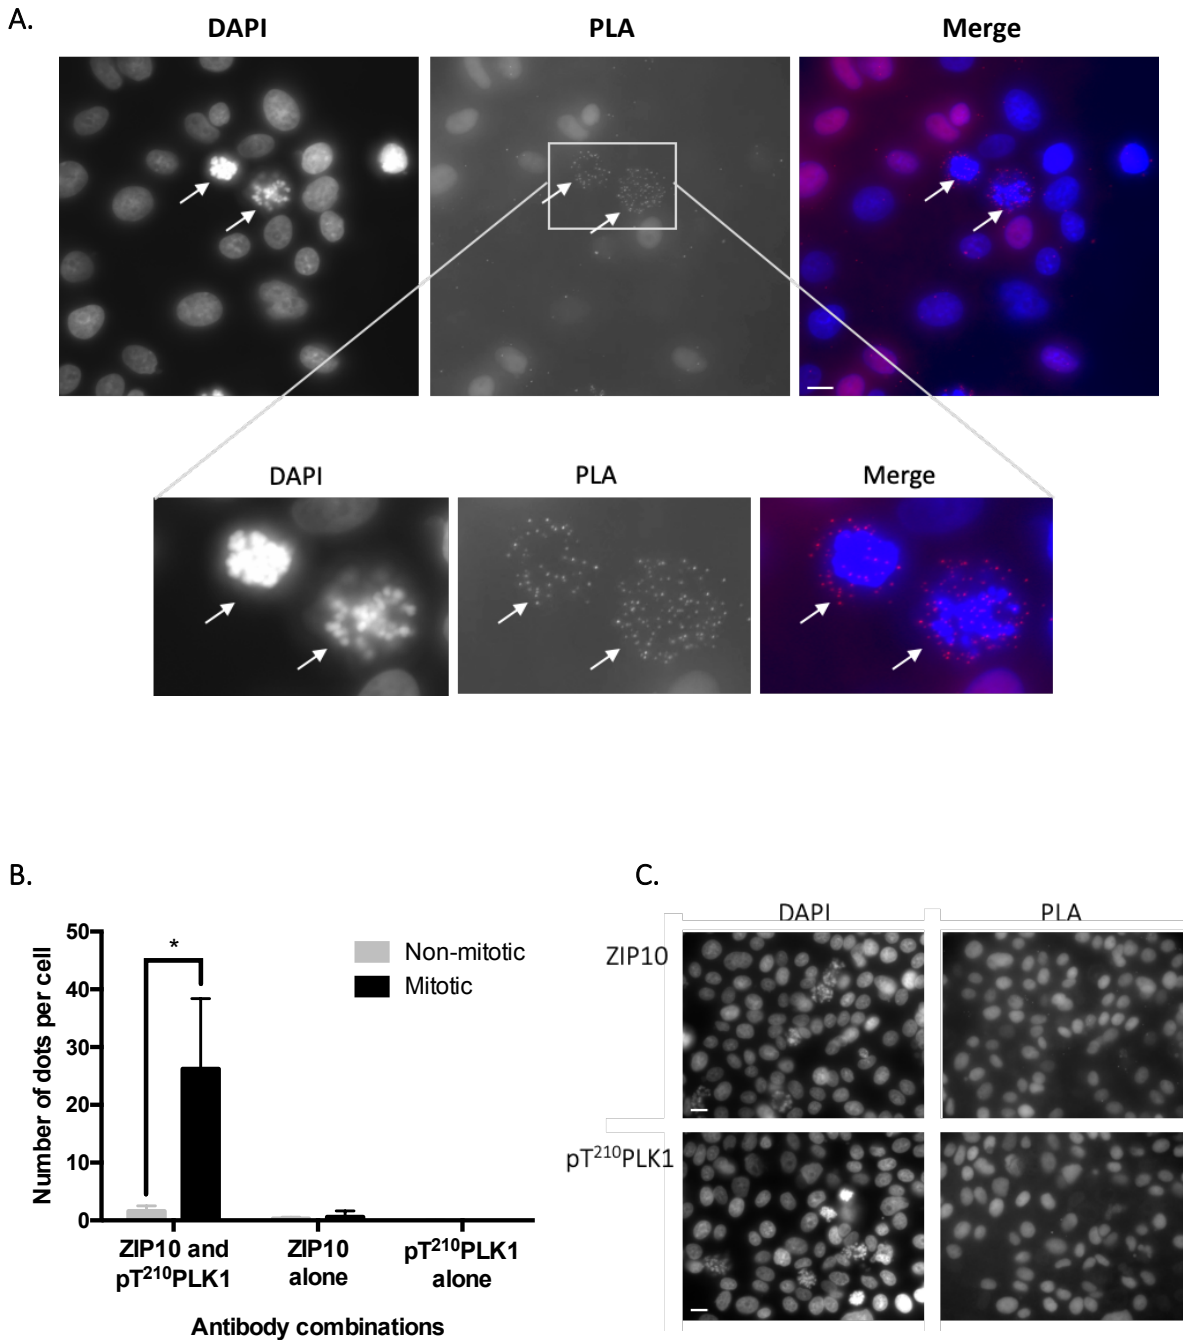 A.
DAPI PLA Merge
DAPI PLA Merge
B.
Number of dots per cell
50
40
30
20
10
0
*
Non-mitotic
Mitotic
ZIP10 and
pT²¹⁰PLK1
ZIP10
alone
pT²¹⁰PLK1
alone
Antibody combinations
C.
DAPI PLA
ZIP10
pT²¹⁰PLK1